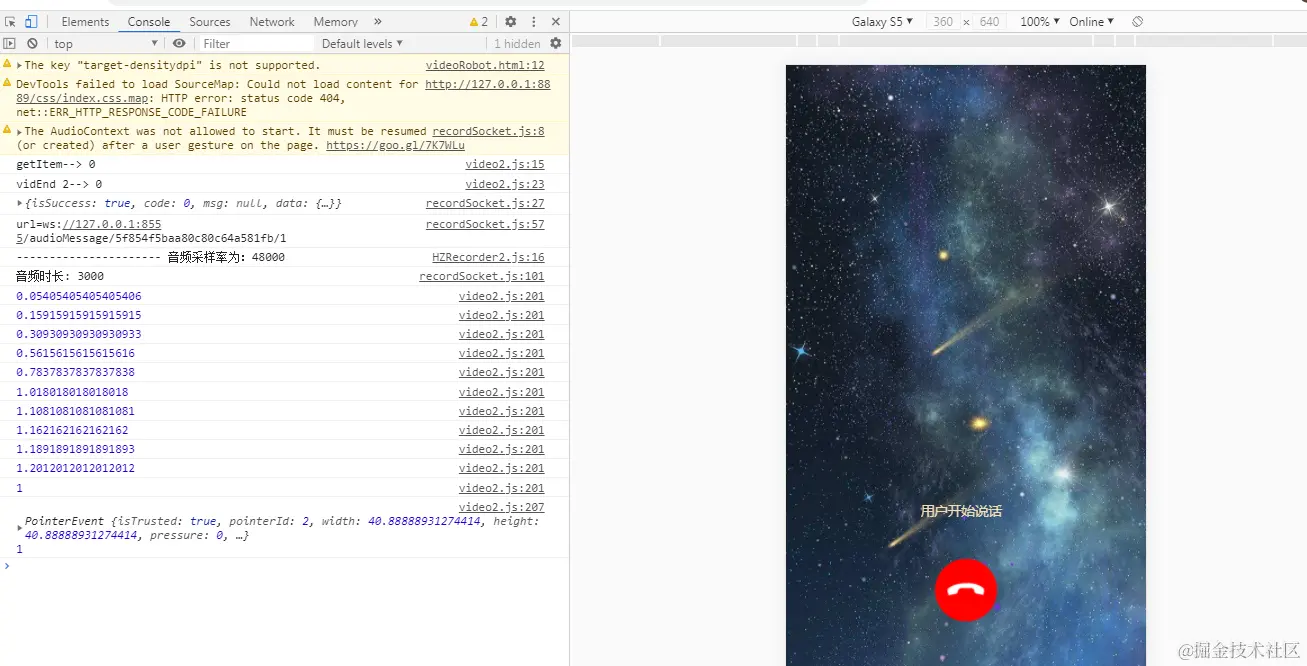 Elements Console Sources Network Memory » 2
top Filter Default levels ▼ 1 hidden
The key "target-densitydpi" is not supported. videoRobot.html:12
DevTools failed to load SourceMap: Could not load content for http://127.0.0.1:88
89/css/index.css.map: HTTP error: status code 404,
net::ERR_HTTP_RESPONSE_CODE_FAILURE
The AudioContext was not allowed to start. It must be resumed recordSocket.js:8
(or created) after a user gesture on the page. https://goo.gl/7K7WLu
getItem--> 0 video2.js:15
vidEnd 2--> 0 video2.js:23
{isSuccess: true, code: 0, msg: null, data: {…}} recordSocket.js:27
url=ws://127.0.0.1:855 recordSocket.js:57
5/audioMessage/5f854f5baa80c80c64a581fb/1
---------------------- 音频采样率为: 48000 HZRecorder2.js:16
音频时长: 3000 recordSocket.js:101
0.05405405405405406 video2.js:201
0.15915915915915915 video2.js:201
0.30930930930930933 video2.js:201
0.5615615615615616 video2.js:201
0.7837837837837838 video2.js:201
1.018018018018018 video2.js:201
1.1081081081081081 video2.js:201
1.162162162162162 video2.js:201
1.1891891891891893 video2.js:201
1.2012012012012012 video2.js:201
1 video2.js:201
video2.js:207
PointerEvent {isTrusted: true, pointerId: 2, width: 40.88888931274414, height:
40.88888931274414, pressure: 0, …}
1
Galaxy S5 ▼ 360 × 640 100% ▼ Online ▼
用户开始说话
@掘金技术社区